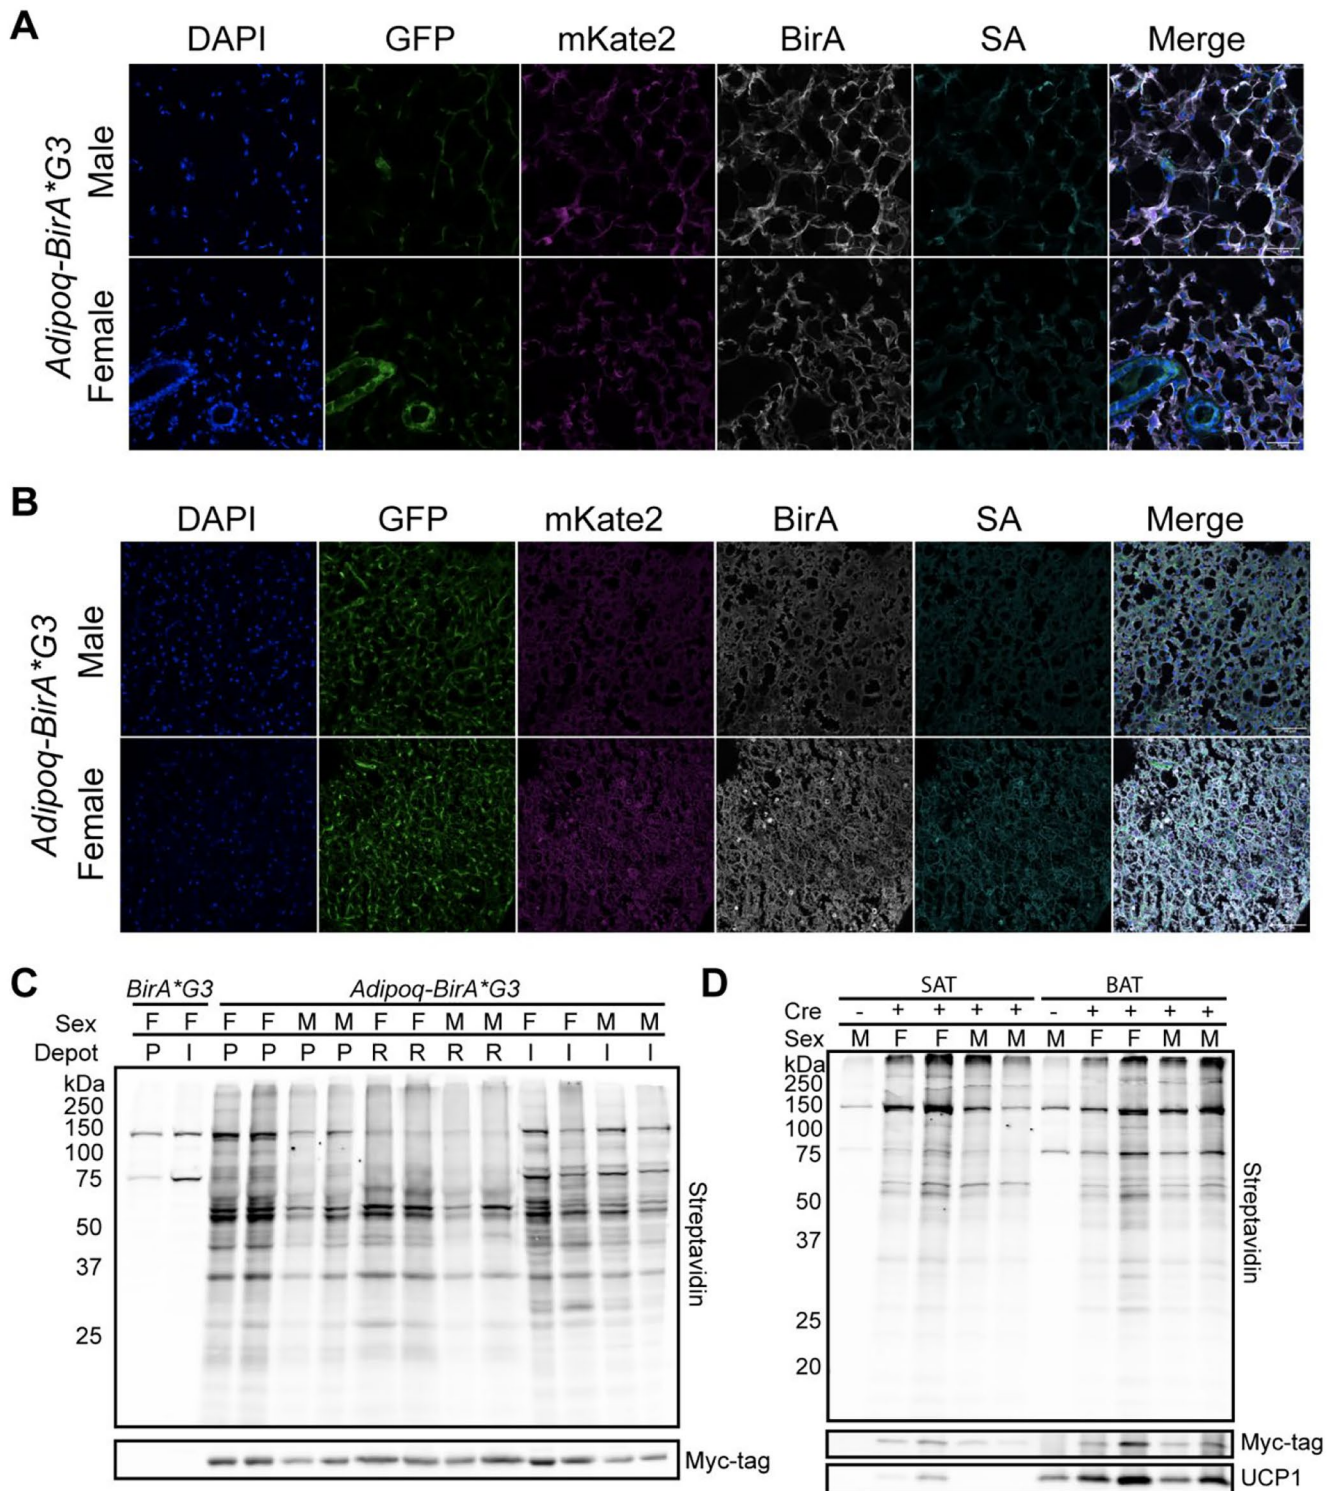 A
DAPI GFP mKate2 BirA SA Merge
Adipoq-BirA*G3
Male
Female
B
DAPI GFP mKate2 BirA SA Merge
Adipoq-BirA*G3
Male
Female
C
BirA*G3 Adipoq-BirA*G3
Sex F F F F M M F F M M F F M M
Depot P I P P P P R R R R I I I I
kDa
250
150
100
75
50
37
25
Streptavidin
Myc-tag
D
SAT BAT
Cre - + + + + - + + + +
Sex M F F M M M F F M M
kDa
250
150
100
75
50
37
25
20
Streptavidin
Myc-tag
UCP1